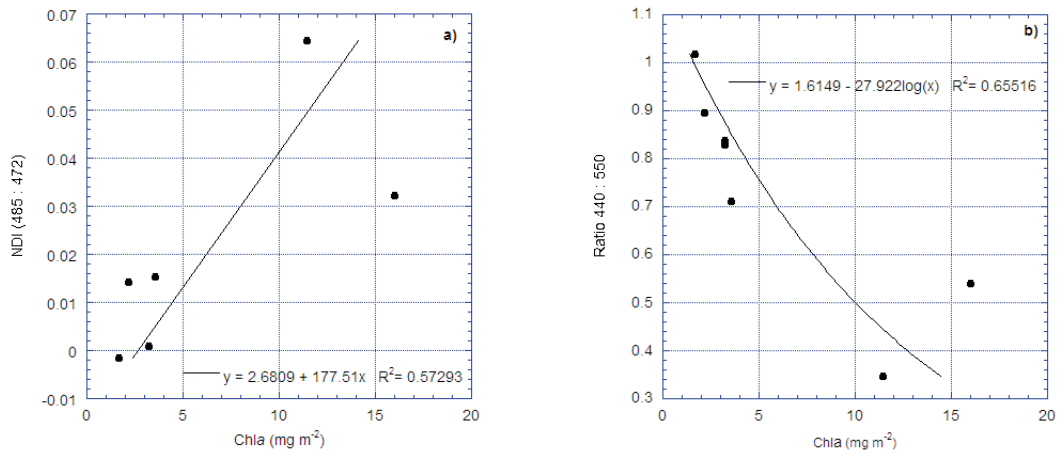 a)
0.07
0.06
0.05
0.04
0.03
0.02
0.01
0
-0.01
NDI (485 : 472)
y = 2.6809 + 177.51x R²= 0.57293
0 5 10 15 20
Chla (mg m⁻²)
b)
1.1
1
0.9
0.8
0.7
0.6
0.5
0.4
0.3
Ratio 440 : 550
y = 1.6149 - 27.922log(x) R²= 0.65516
0 5 10 15 20
Chla (mg m⁻²)